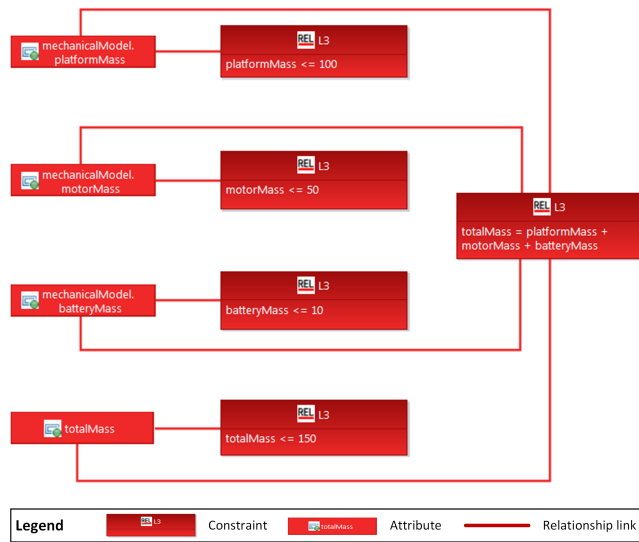 mechanicalModel.
platformMass
REL L3
platformMass <= 100
mechanicalModel.
motorMass
REL L3
motorMass <= 50
REL L3
totalMass = platformMass +
motorMass + batteryMass
mechanicalModel.
batteryMass
REL L3
batteryMass <= 10
totalMass
REL L3
totalMass <= 150
Legend
REL L3
Constraint
totalMass
Attribute
Relationship link